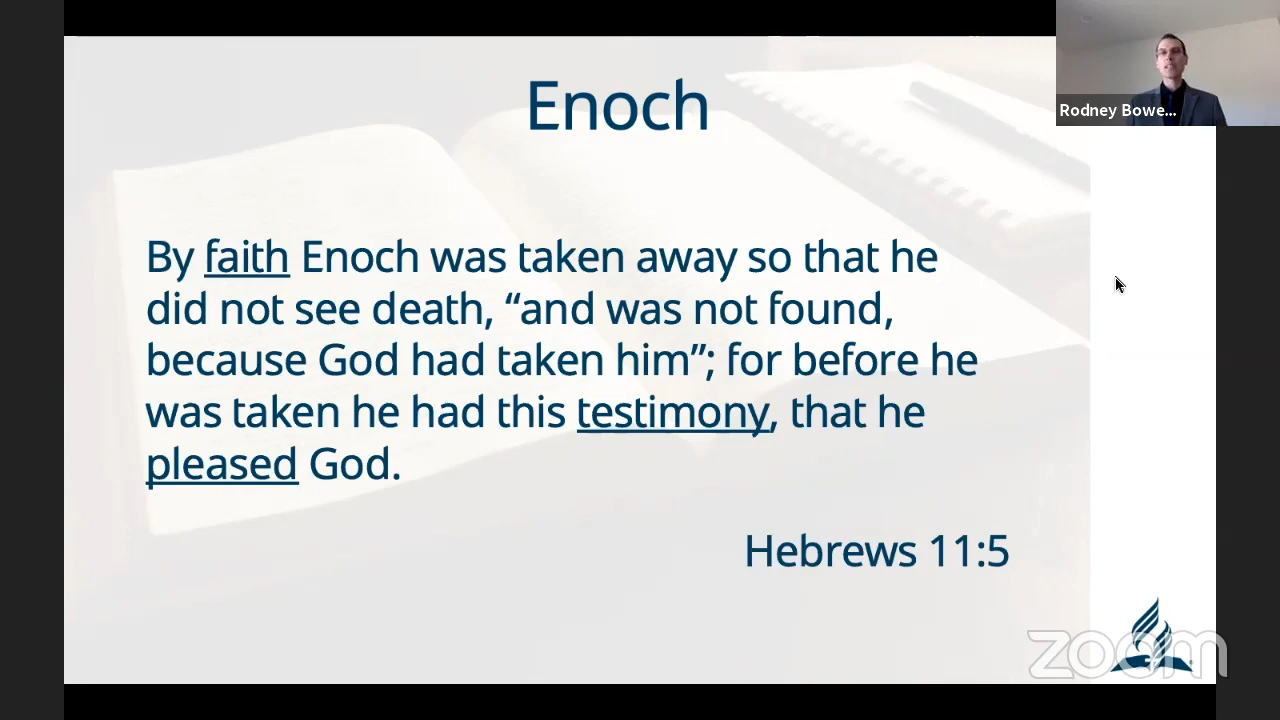 Enoch
Rodney Bowe...
By faith Enoch was taken away so that he
did not see death, “and was not found,
because God had taken him”; for before he
was taken he had this testimony, that he
pleased God.
Hebrews 11:5
zoom